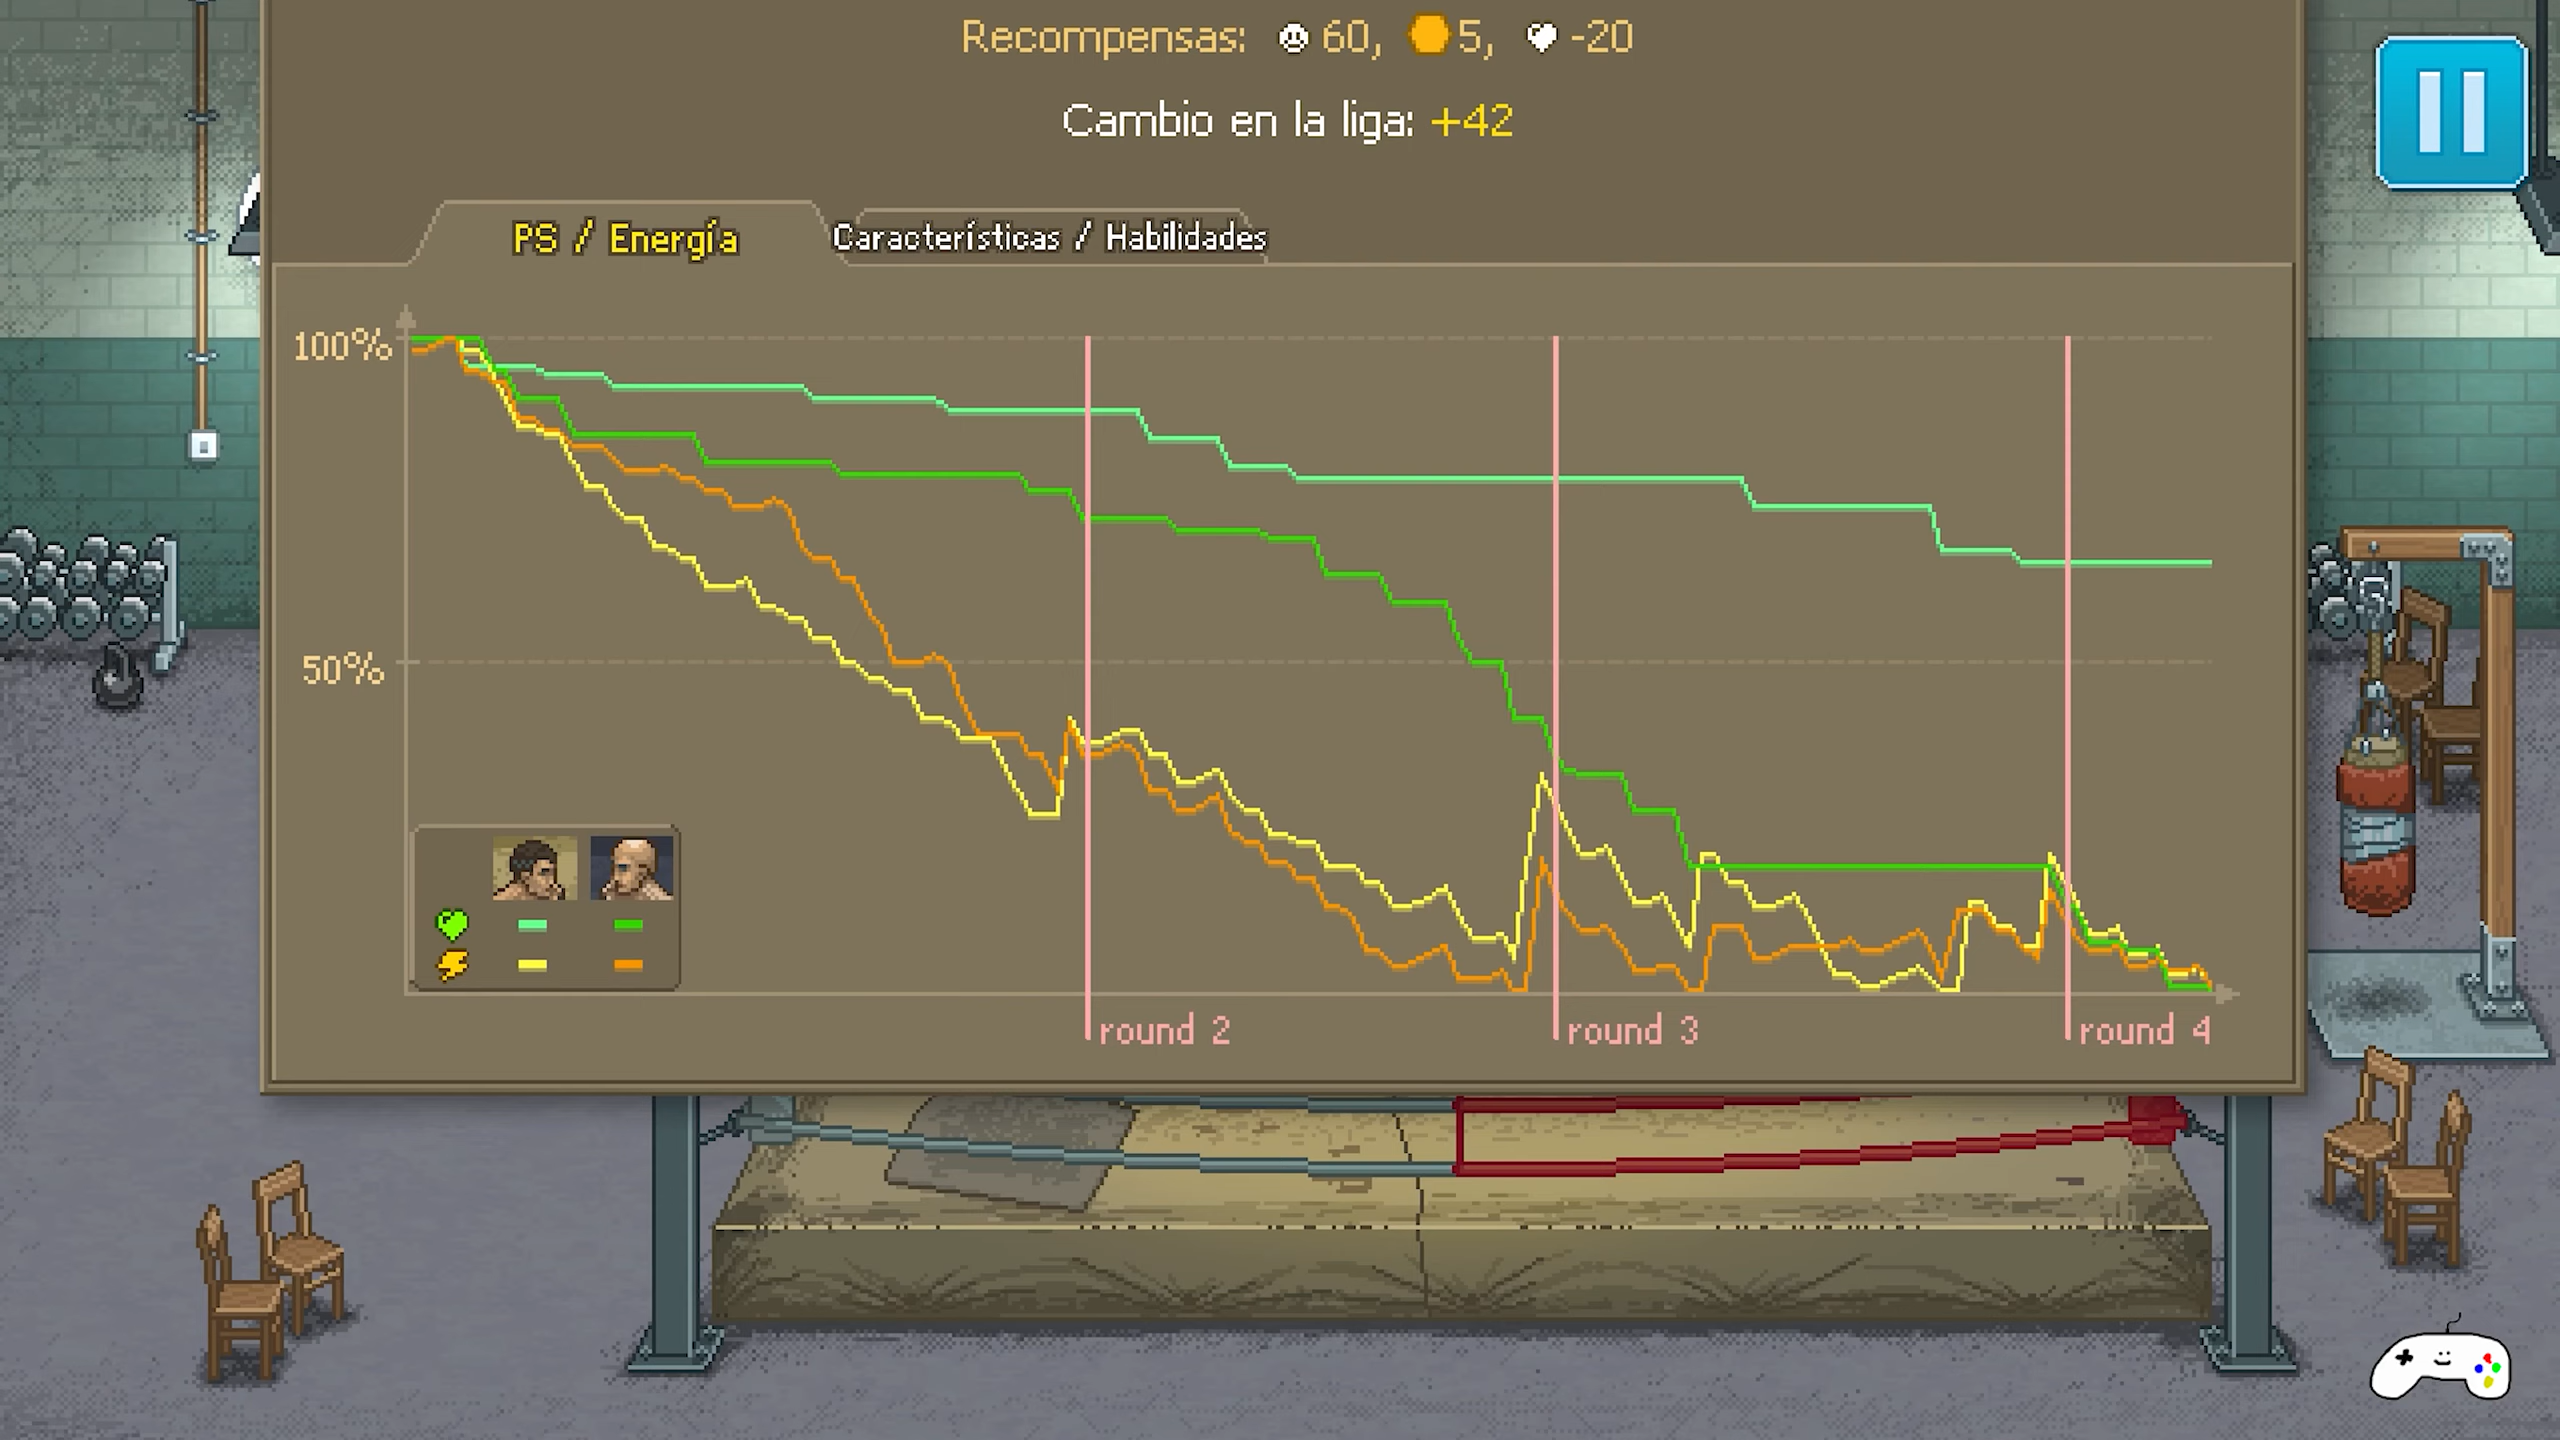 Recompensas: 60, 5, -20
Cambio en la liga: +42
PS / Energía
Características / Habilidades
100%
50%
round 2
round 3
round 4